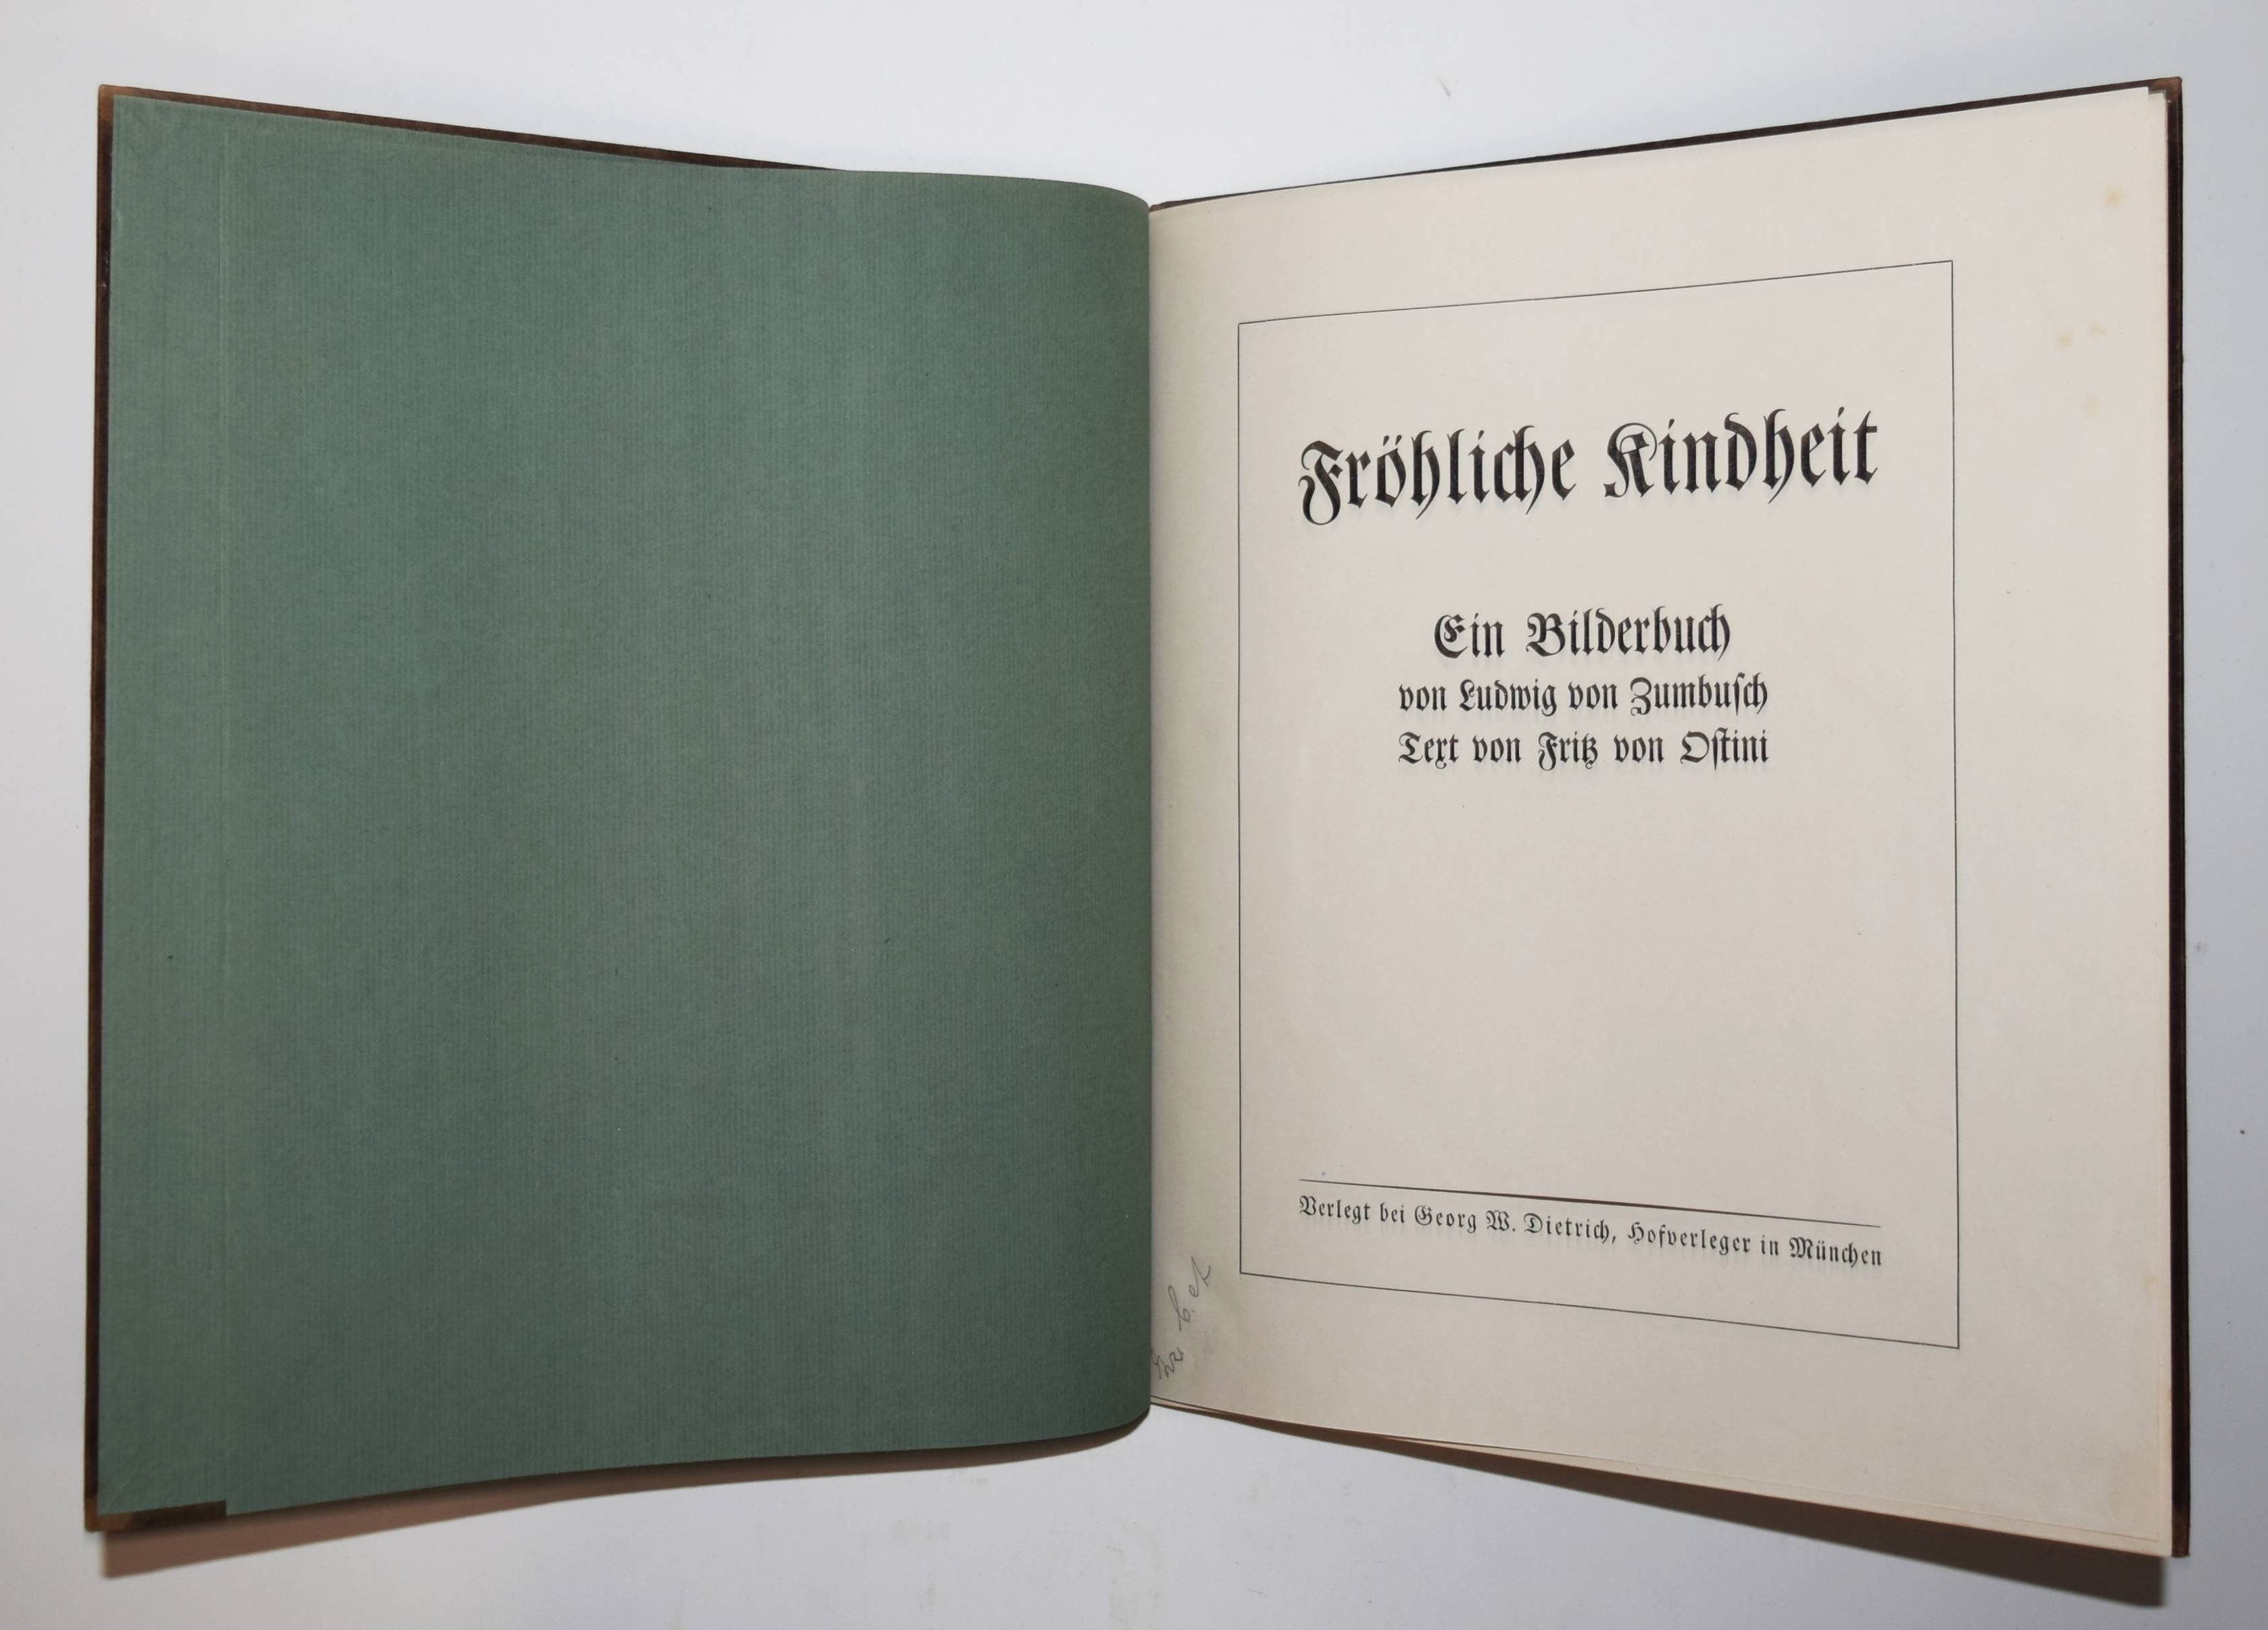 Fröhliche Kindheit
Ein Bilderbuch
von Ludwig von Zumbuſch
Text von Fritz von Oſtini
Verlegt bei Georg W. Dietrich, Hofverleger in München